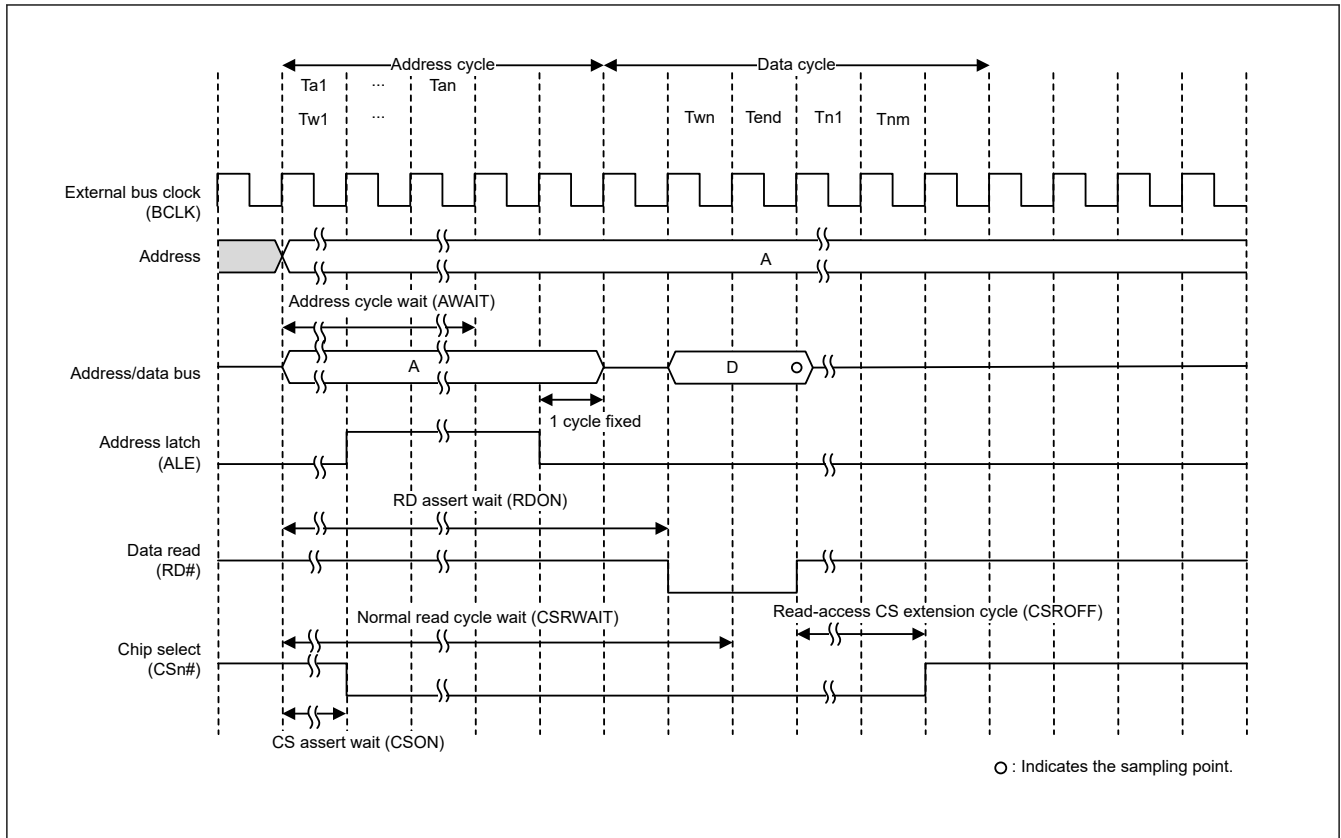 Address cycle
Data cycle
Ta1 ... Tan
Tw1 ... Twn Tend Tn1 Tnm
External bus clock
(BCLK)
Address
A
Address cycle wait (AWAIT)
Address/data bus
A
D
1 cycle fixed
Address latch
(ALE)
RD assert wait (RDON)
Data read
(RD#)
Normal read cycle wait (CSRWAIT)
Read-access CS extension cycle (CSROFF)
Chip select
(CSn#)
CS assert wait (CSON)
: Indicates the sampling point.